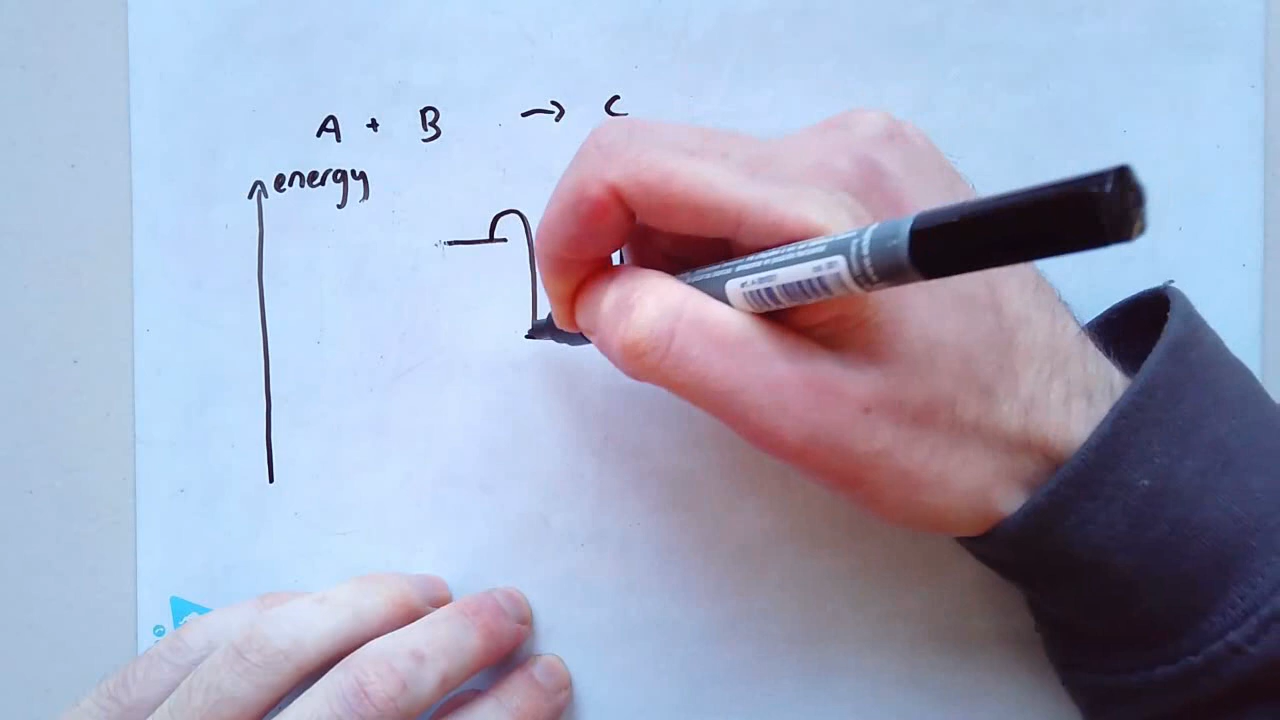 A + B → C
energy